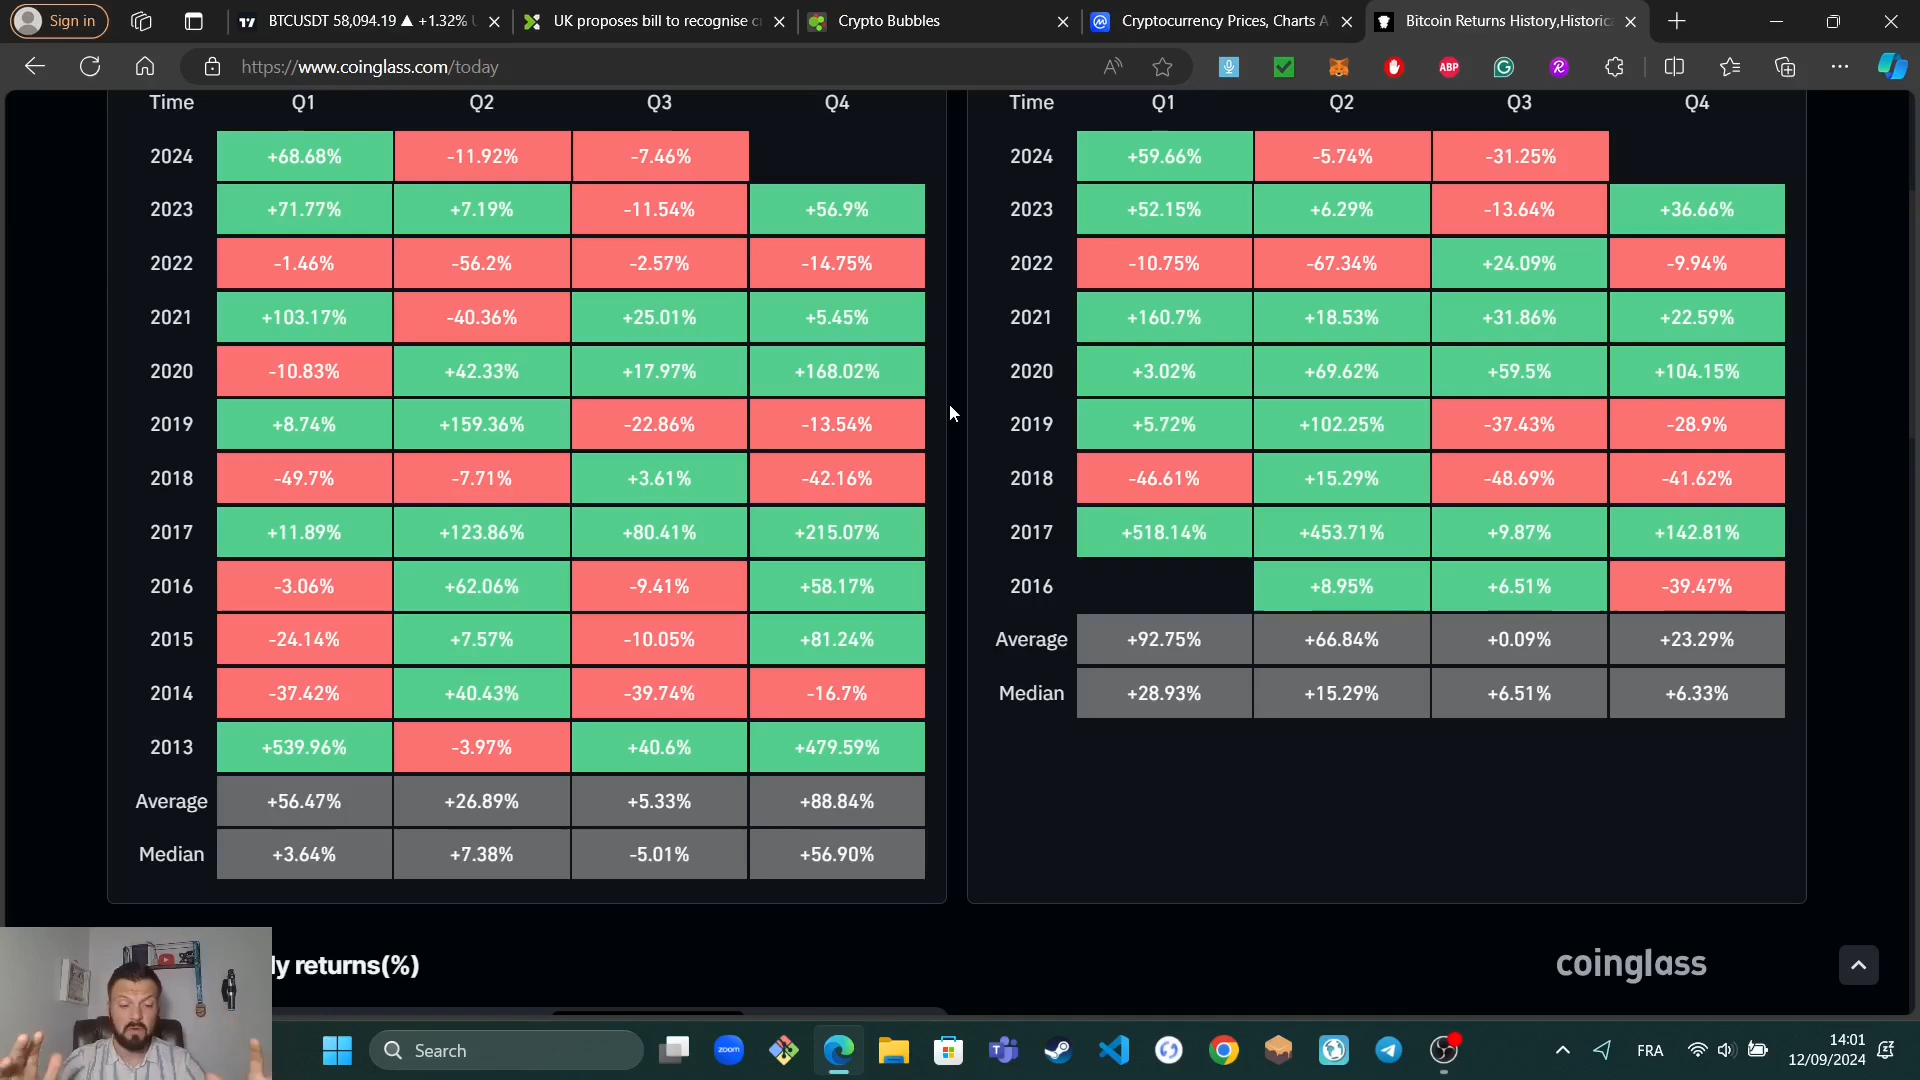 Sign in
BTCUSDT 58,094.19 ▲ +1.32%
UK proposes bill to recognise
Crypto Bubbles
Cryptocurrency Prices, Charts
Bitcoin Returns History,Historic
https://www.coinglass.com/today
ABP
Time Q1 Q2 Q3 Q4
2024 +68.68% -11.92% -7.46%
2023 +71.77% +7.19% -11.54% +56.9%
2022 -1.46% -56.2% -2.57% -14.75%
2021 +103.17% -40.36% +25.01% +5.45%
2020 -10.83% +42.33% +17.97% +168.02%
2019 +8.74% +159.36% -22.86% -13.54%
2018 -49.7% -7.71% +3.61% -42.16%
2017 +11.89% +123.86% +80.41% +215.07%
2016 -3.06% +62.06% -9.41% +58.17%
2015 -24.14% +7.57% -10.05% +81.24%
2014 -37.42% +40.43% -39.74% -16.7%
2013 +539.96% -3.97% +40.6% +479.59%
Average +56.47% +26.89% +5.33% +88.84%
Median +3.64% +7.38% -5.01% +56.90%
Time Q1 Q2 Q3 Q4
2024 +59.66% -5.74% -31.25%
2023 +52.15% +6.29% -13.64% +36.66%
2022 -10.75% -67.34% +24.09% -9.94%
2021 +160.7% +18.53% +31.86% +22.59%
2020 +3.02% +69.62% +59.5% +104.15%
2019 +5.72% +102.25% -37.43% -28.9%
2018 -46.61% +15.29% -48.69% -41.62%
2017 +518.14% +453.71% +9.87% +142.81%
2016 +8.95% +6.51% -39.47%
Average +92.75% +66.84% +0.09% +23.29%
Median +28.93% +15.29% +6.51% +6.33%
ly returns(%)
coinglass
Search
zoom
FRA
14:01
12/09/2024